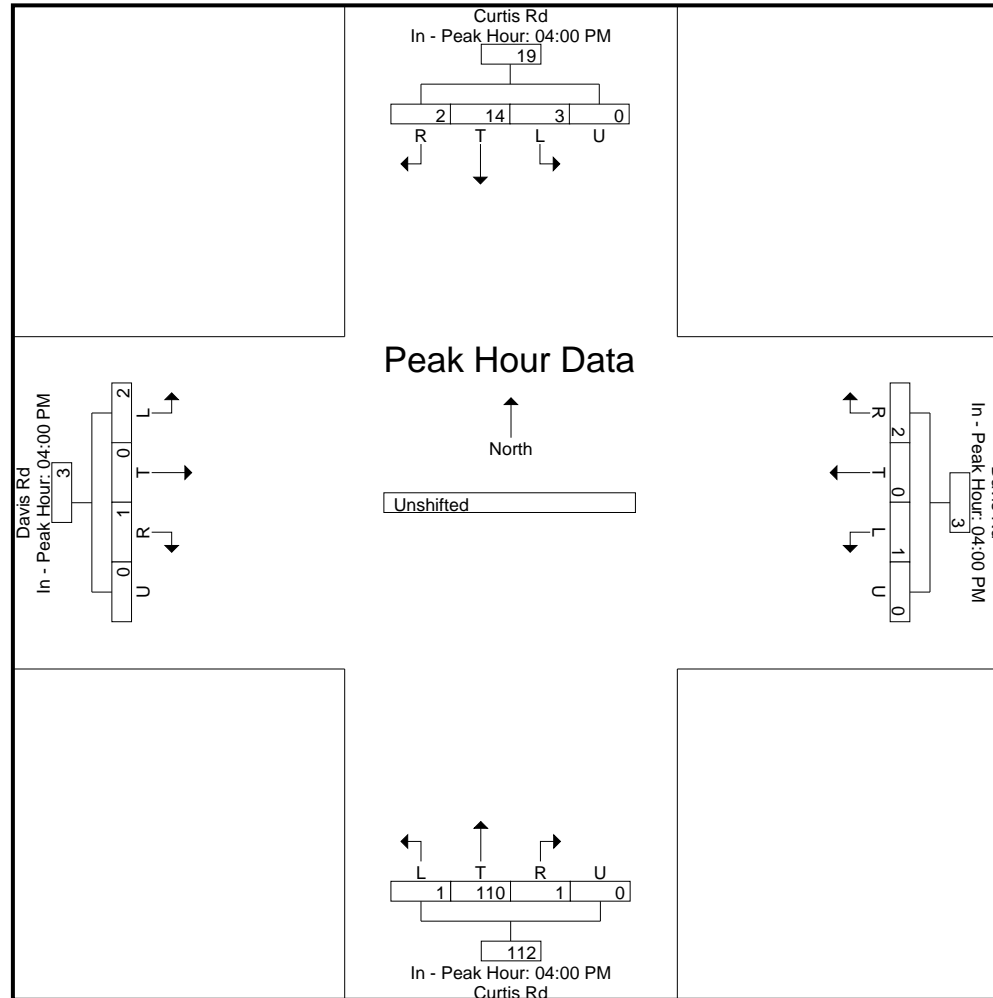 Curtis Rd
In - Peak Hour: 04:00 PM
19
2 14 3 0
R T L U
Peak Hour Data
North
Unshifted
Davis Rd
In - Peak Hour: 04:00 PM
3
2 0 1 0
L T R U
In - Peak Hour: 04:00 PM
3
2 0 1 0
R T L U
L T R U
1 110 1 0
112
In - Peak Hour: 04:00 PM
Curtis Rd